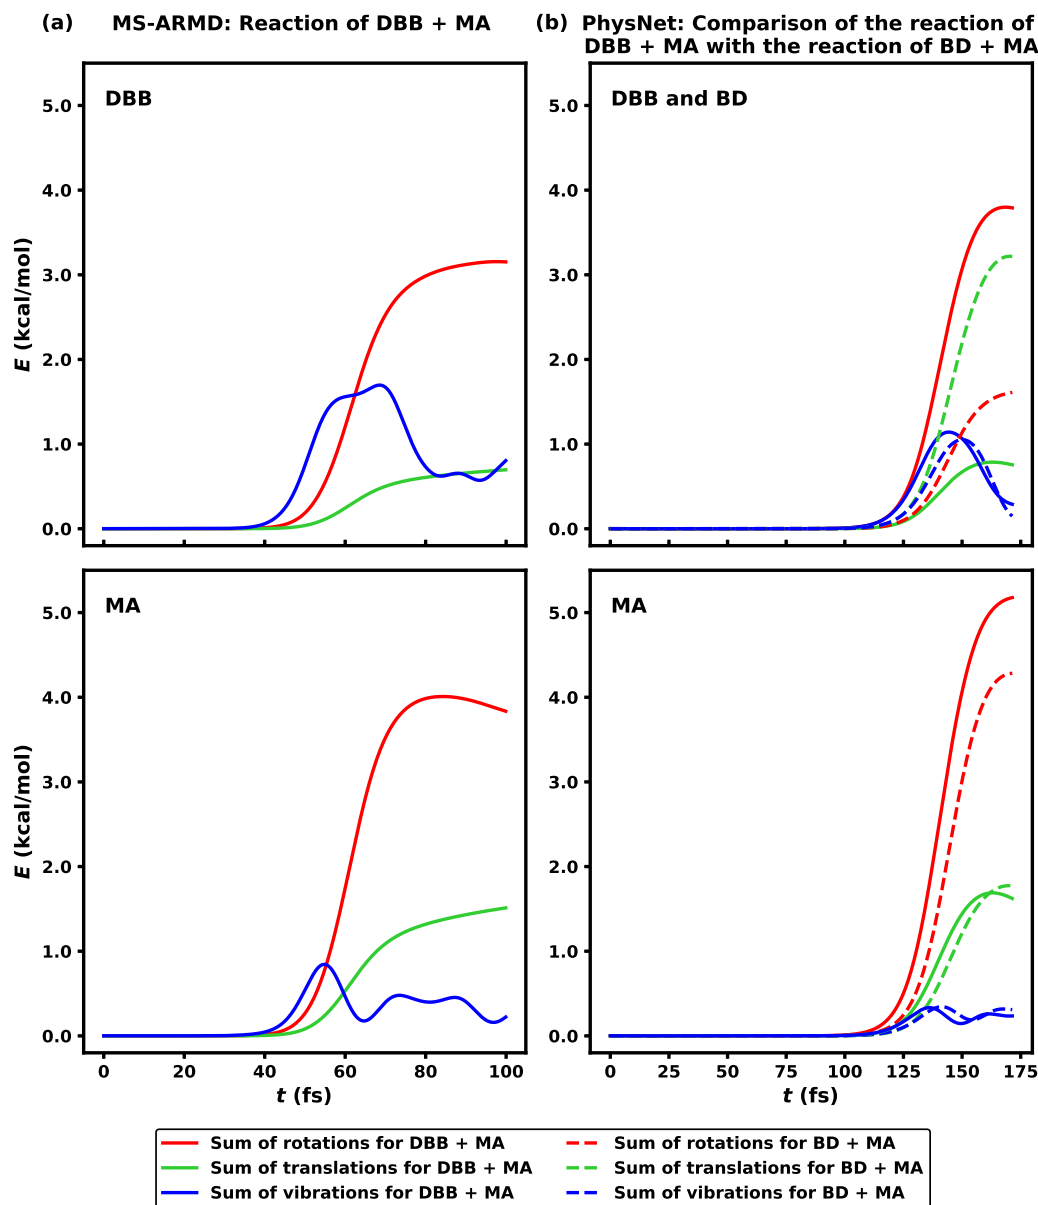 (a) MS-ARMD: Reaction of DBB + MA
(b) PhysNet: Comparison of the reaction of
DBB + MA with the reaction of BD + MA
DBB
5.0
4.0
3.0
2.0
1.0
0.0
E (kcal/mol)
DBB and BD
5.0
4.0
3.0
2.0
1.0
0.0
MA
5.0
4.0
3.0
2.0
1.0
0.0
E (kcal/mol)
0 20 40 60 80 100
t (fs)
MA
5.0
4.0
3.0
2.0
1.0
0.0
0 25 50 75 100 125 150 175
t (fs)
Sum of rotations for DBB + MA
Sum of translations for DBB + MA
Sum of vibrations for DBB + MA
Sum of rotations for BD + MA
Sum of translations for BD + MA
Sum of vibrations for BD + MA